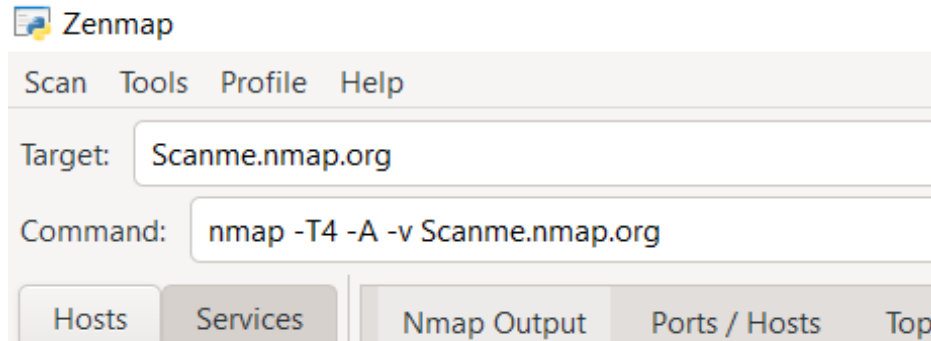 Zenmap
Scan Tools Profile Help
Target: Scanme.nmap.org
Command: nmap -T4 -A -v Scanme.nmap.org
Hosts Services Nmap Output Ports / Hosts Top